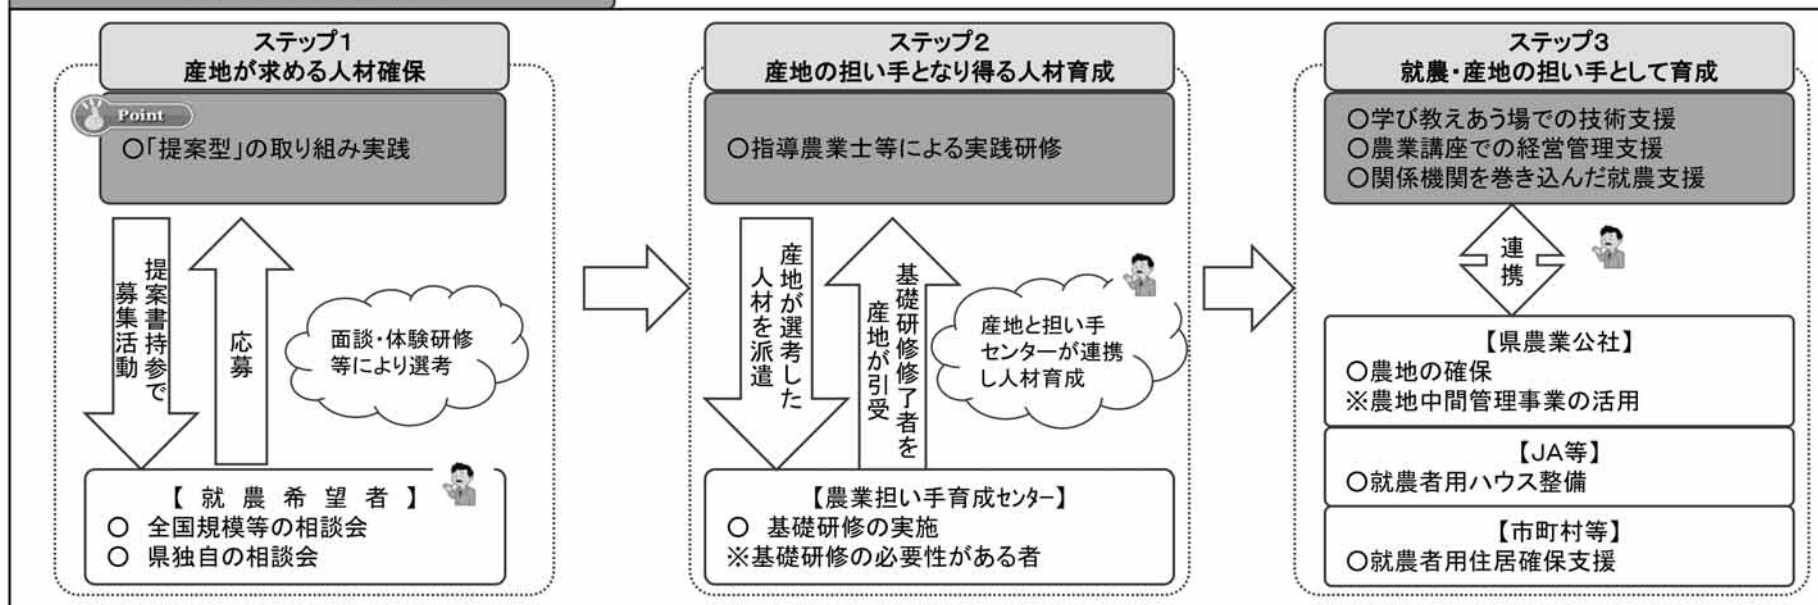 ステップ1
産地が求める人材確保
Point
○「提案型」の取り組み実践
提案書持参で
募集活動
応募
面談・体験研修
等により選考
【 就 農 希 望 者 】
○ 全国規模等の相談会
○ 県独自の相談会
ステップ2
産地の担い手となり得る人材育成
○指導農業士等による実践研修
産地が選考した
人材を派遣
基礎研修修了者を
産地が引受
産地と担い手
センターが連携
し人材育成
【農業担い手育成センター】
○ 基礎研修の実施
※基礎研修の必要性がある者
ステップ3
就農・産地の担い手として育成
○学び教えあう場での技術支援
○農業講座での経営管理支援
○関係機関を巻き込んだ就農支援
連携
【県農業公社】
○農地の確保
※農地中間管理事業の活用
【JA等】
○就農者用ハウス整備
【市町村等】
○就農者用住居確保支援